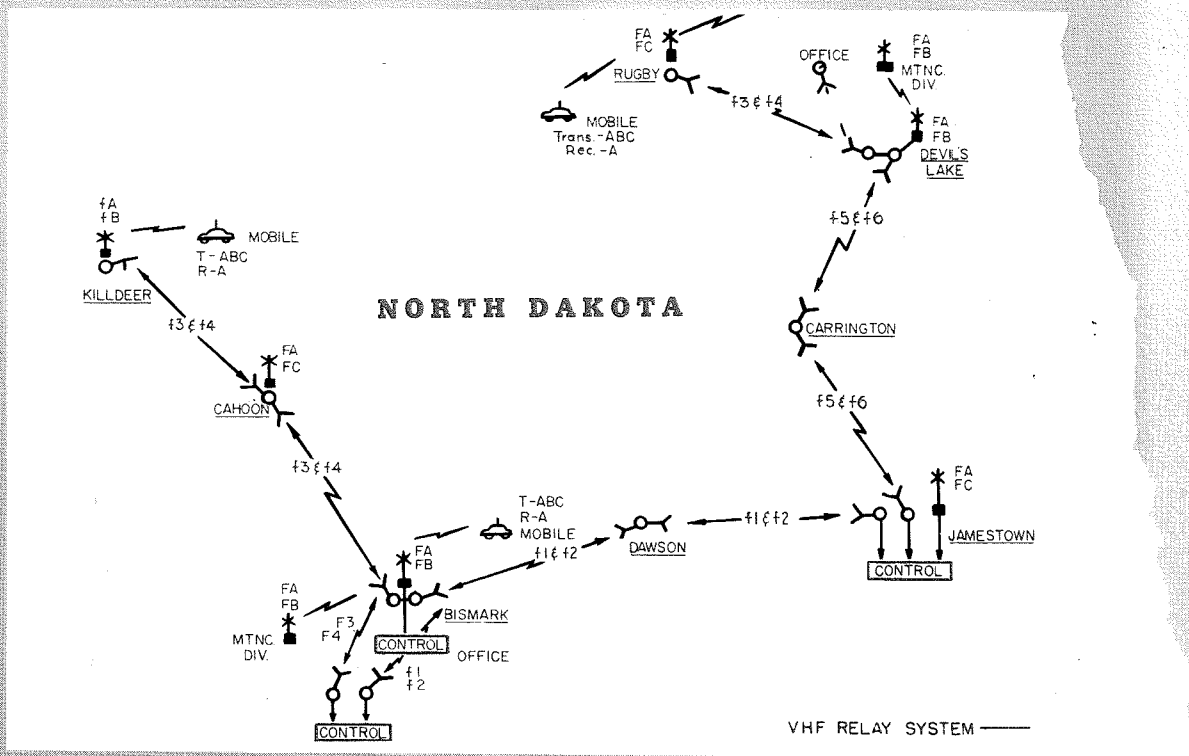 FA
FC
RUGBY
OFFICE
FA
FB
MTNC.
DIV.
f3 & f4
MOBILE
Trans.-ABC
Rec.-A
FA
FB
DEVIL'S
LAKE
fA
fB
MOBILE
T-ABC
R-A
KILLDEER
f5 & f6
NORTH DAKOTA
f3 & f4
CARRINGTON
FA
FC
CAHOON
f5 & f6
f3 & f4
FA
FC
T-ABC
R-A
MOBILE
f1 & f2
JAMESTOWN
DAWSON
f1 & f2
FA
FB
CONTROL
FA
FB
BISMARK
F3
F4
MTNC.
DIV.
CONTROL
OFFICE
f1
f2
CONTROL
VHF RELAY SYSTEM